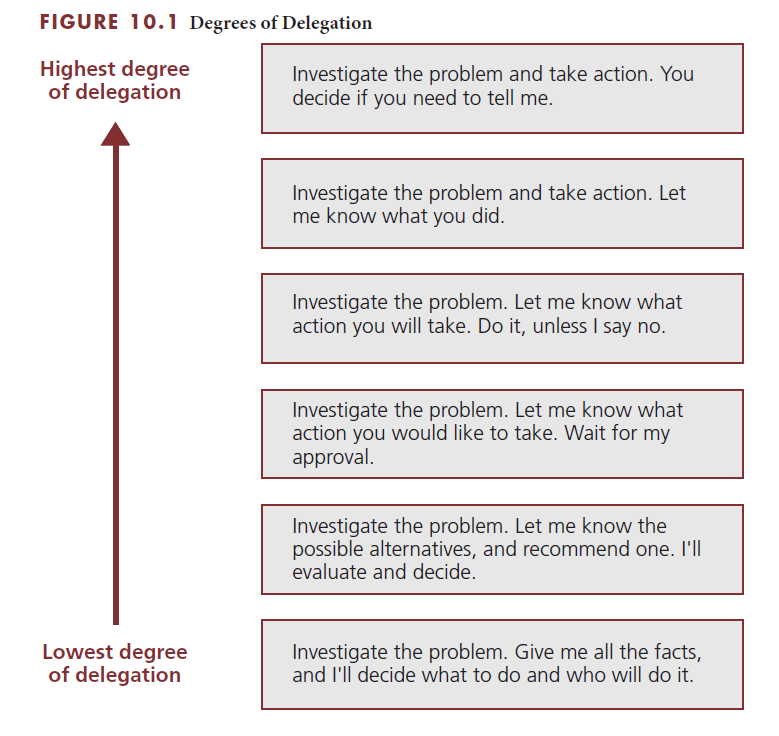 FIGURE 10.1 Degrees of Delegation
Highest degree
of delegation
Investigate the problem and take action. You
decide if you need to tell me.
Investigate the problem and take action. Let
me know what you did.
Investigate the problem. Let me know what
action you will take. Do it, unless I say no.
Investigate the problem. Let me know what
action you would like to take. Wait for my
approval.
Investigate the problem. Let me know the
possible alternatives, and recommend one. I'll
evaluate and decide.
Lowest degree
of delegation
Investigate the problem. Give me all the facts,
and I'll decide what to do and who will do it.